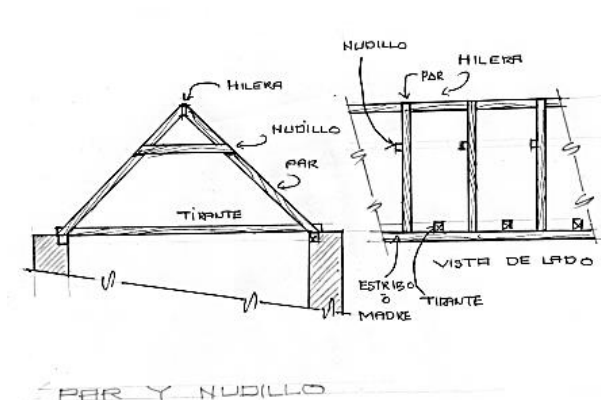 HILERA
NUDILLO
PAR
TIRANTE
NUDILLO
PAR
HILERA
VISTA DE LADO
ESTRIBO
Ó
MADRE
TIRANTE
PAR Y NUDILLO